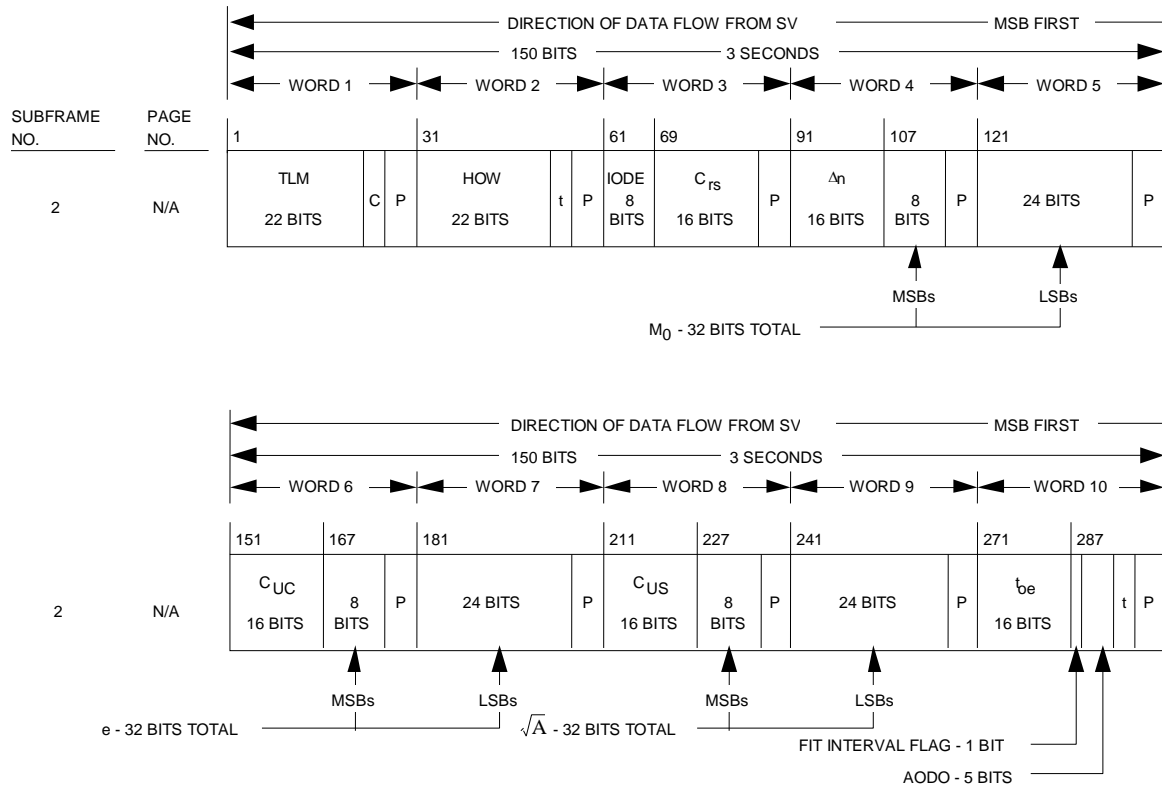 DIRECTION OF DATA FLOW FROM SV MSB FIRST
150 BITS 3 SECONDS
WORD 1 WORD 2 WORD 3 WORD 4 WORD 5
SUBFRAME NO. PAGE NO.
1 31 61 69 91 107 121
2 N/A
TLM 22 BITS
C
P
HOW 22 BITS
t
P
IODE 8 BITS
Crs 16 BITS
P
Δn 16 BITS
8 BITS
P
24 BITS
P
MSBs LSBs
M0 - 32 BITS TOTAL
DIRECTION OF DATA FLOW FROM SV MSB FIRST
150 BITS 3 SECONDS
WORD 6 WORD 7 WORD 8 WORD 9 WORD 10
151 167 181 211 227 241 271 287
2 N/A
CUC 16 BITS
8 BITS
P
24 BITS
P
CUS 16 BITS
8 BITS
P
24 BITS
P
toe 16 BITS
t
P
MSBs LSBs MSBs LSBs
e - 32 BITS TOTAL √A - 32 BITS TOTAL
FIT INTERVAL FLAG - 1 BIT
AODO - 5 BITS